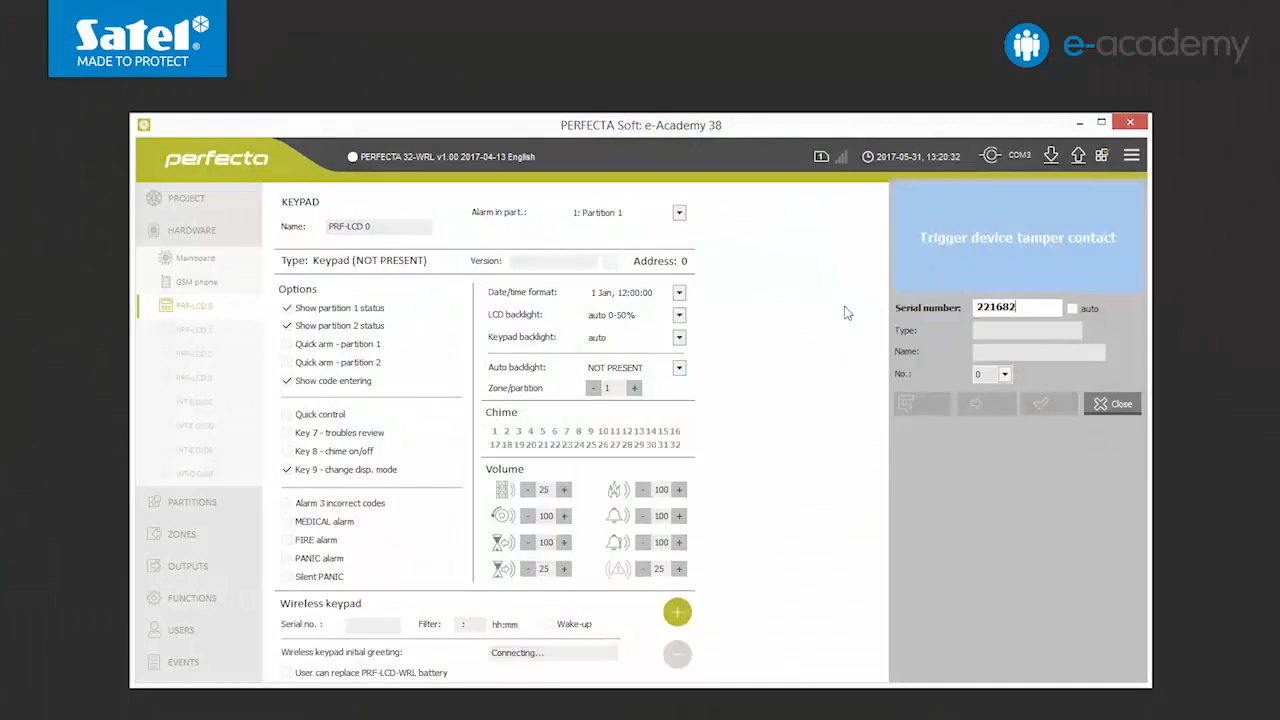 Satel®
MADE TO PROTECT
e-academy
PERFECTA Soft: e-Academy 38
perfecta
PERFECTA 32-WRL v1.00 2017-04-13 English
1
2017-05-31, 13:20:32
COM3
PROJECT
HARDWARE
Mainboard
GSM phone
PRF-LCD 0
PARTITIONS
ZONES
OUTPUTS
FUNCTIONS
USERS
EVENTS
KEYPAD
Name: PRF-LCD 0
Alarm in part.: 1: Partition 1
Type: Keypad (NOT PRESENT) Version: Address: 0
Options
Show partition 1 status
Show partition 2 status
Quick arm - partition 1
Quick arm - partition 2
Show code entering
Quick control
Key 7 - troubles review
Key 8 - chime on/off
Key 9 - change disp. mode
Alarm 3 incorrect codes
MEDICAL alarm
FIRE alarm
PANIC alarm
Silent PANIC
Date/time format: 1 Jan, 12:00:00
LCD backlight: auto 0-50%
Keypad backlight: auto
Auto backlight: NOT PRESENT
Zone/partition - 1 +
Chime
1 2 3 4 5 6 7 8 9 10 11 12 13 14 15 16
17 18 19 20 21 22 23 24 25 26 27 28 29 30 31 32
Volume
- 25 + - 100 +
- 100 + - 100 +
- 100 + - 100 +
- 25 + - 25 +
Wireless keypad
Serial no. : Filter: : hh:mm Wake-up
Wireless keypad initial greeting: Connecting...
User can replace PRF-LCD-WRL battery
Trigger device tamper contact
Serial number: 221682 auto
Type:
Name:
No.: 0
Close